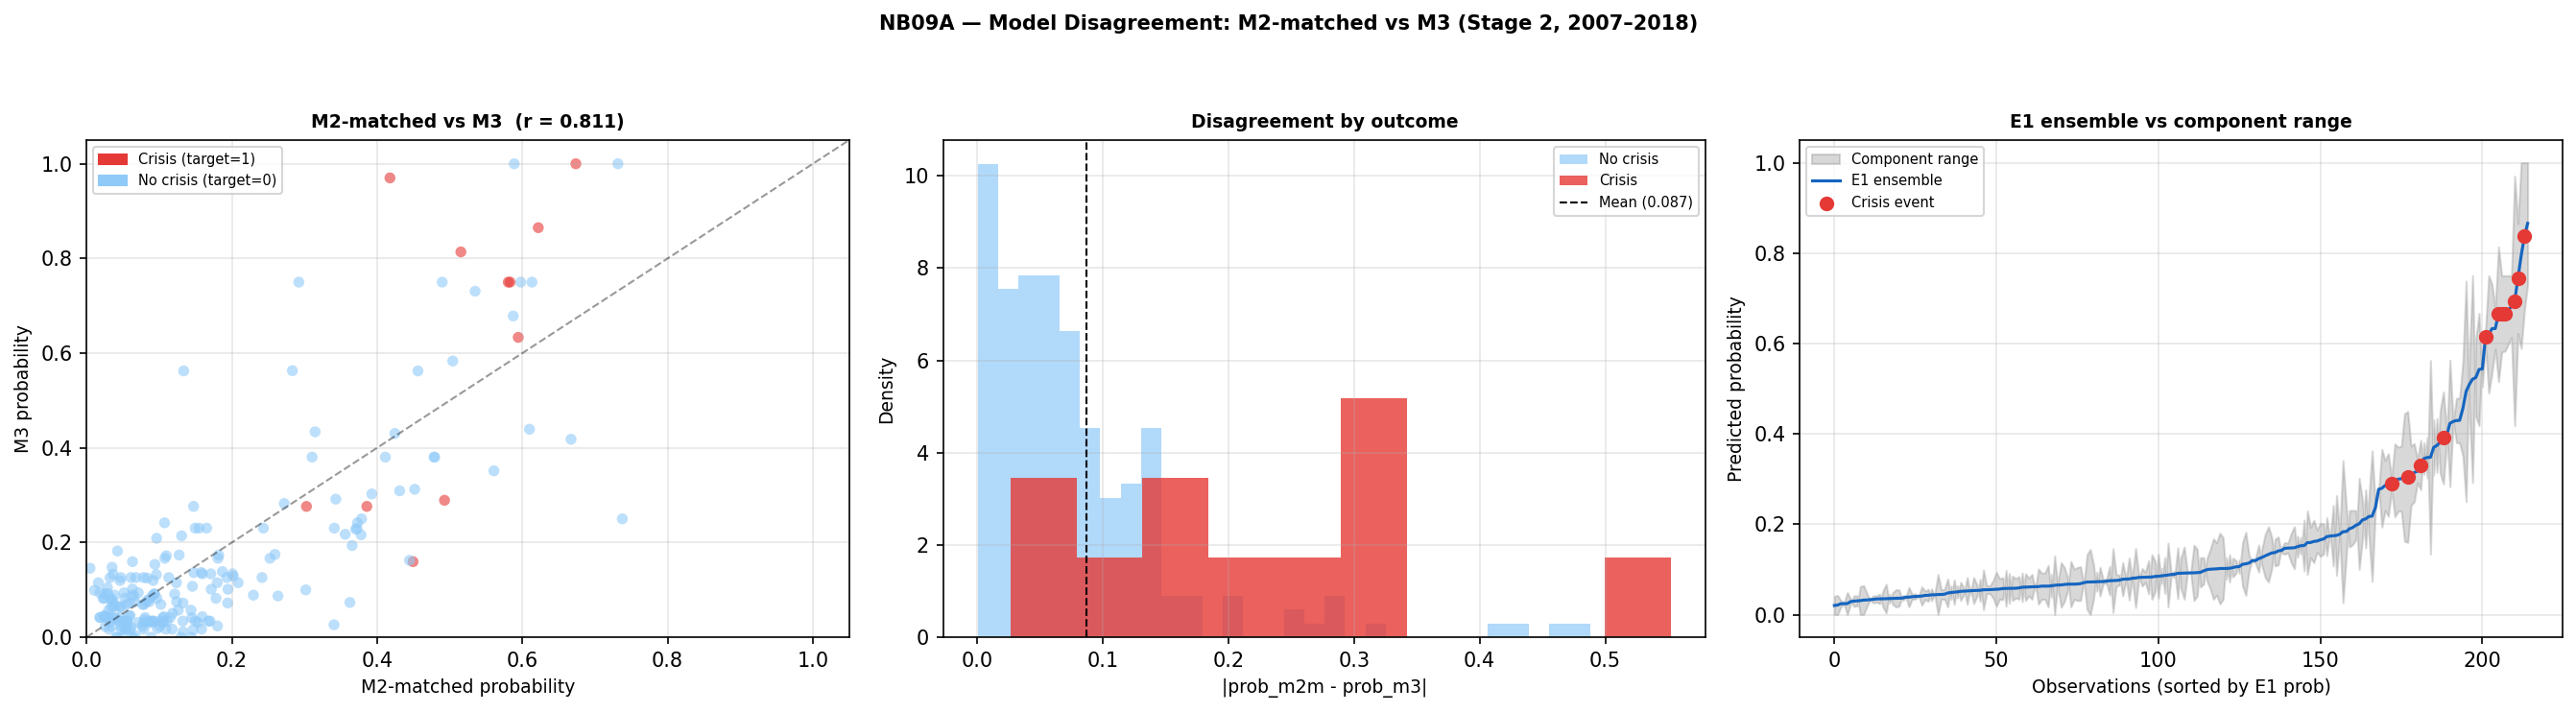 NB09A — Model Disagreement: M2-matched vs M3 (Stage 2, 2007–2018)
M2-matched vs M3  (r = 0.811)
Crisis (target=1)
No crisis (target=0)
M3 probability
1.0
0.8
0.6
0.4
0.2
0.0
0.0 0.2 0.4 0.6 0.8 1.0
M2-matched probability
Disagreement by outcome
No crisis
Crisis
Mean (0.087)
Density
10
8
6
4
2
0
0.0 0.1 0.2 0.3 0.4 0.5
|prob_m2m - prob_m3|
E1 ensemble vs component range
Component range
E1 ensemble
Crisis event
Predicted probability
1.0
0.8
0.6
0.4
0.2
0.0
0 50 100 150 200
Observations (sorted by E1 prob)